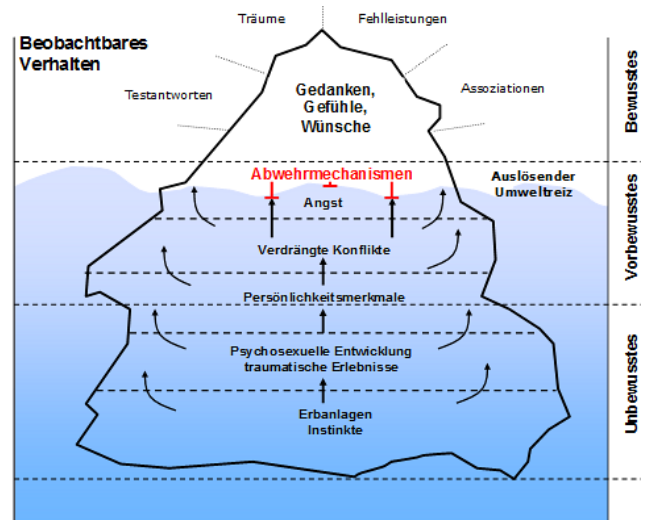 Träume
Fehlleistungen
Beobachtbares
Verhalten
Testantworten
Gedanken,
Gefühle,
Wünsche
Assoziationen
Bewusstes
Abwehrmechanismen
Auslösender
Umweltreiz
Angst
Verdrängte Konflikte
Vorbewusstes
Persönlichkeitsmerkmale
Psychosexuelle Entwicklung
traumatische Erlebnisse
Erbanlagen
Instinkte
Unbewusstes